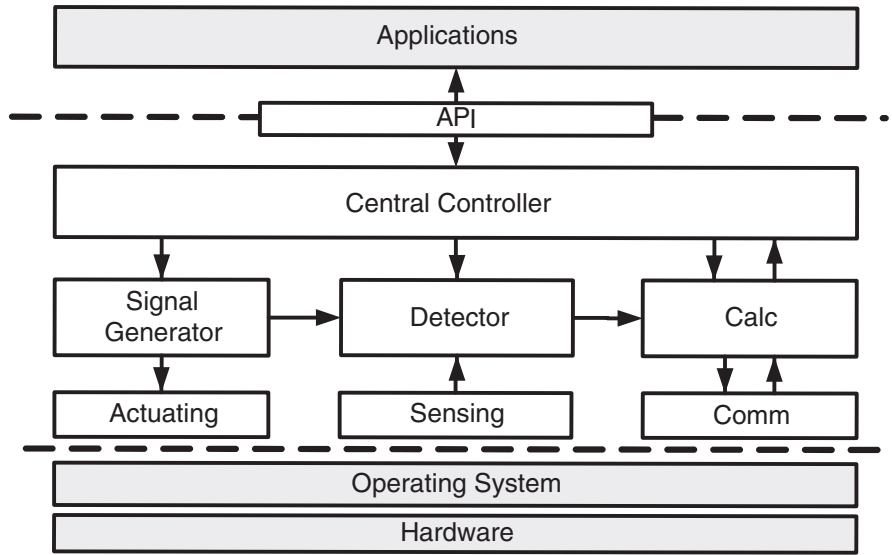 Applications
API
Central Controller
Signal
Generator
Detector
Calc
Actuating
Sensing
Comm
Operating System
Hardware